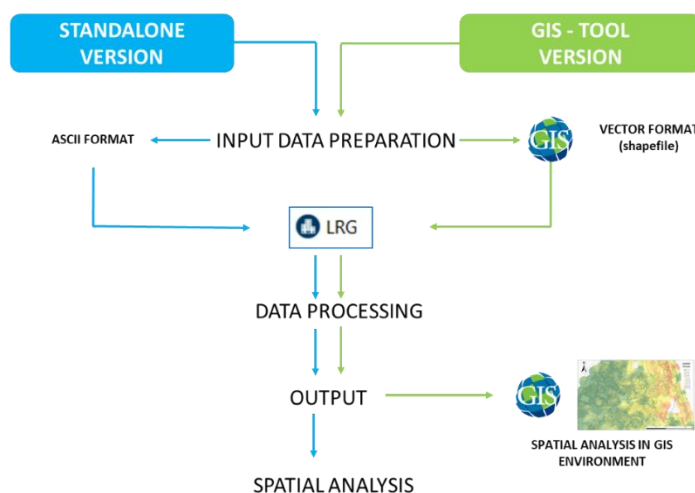 STANDALONE
VERSION
GIS - TOOL
VERSION
ASCII FORMAT
INPUT DATA PREPARATION
GIS
VECTOR FORMAT
(shapefile)
LRG
DATA PROCESSING
OUTPUT
GIS
SPATIAL ANALYSIS IN GIS
ENVIRONMENT
SPATIAL ANALYSIS